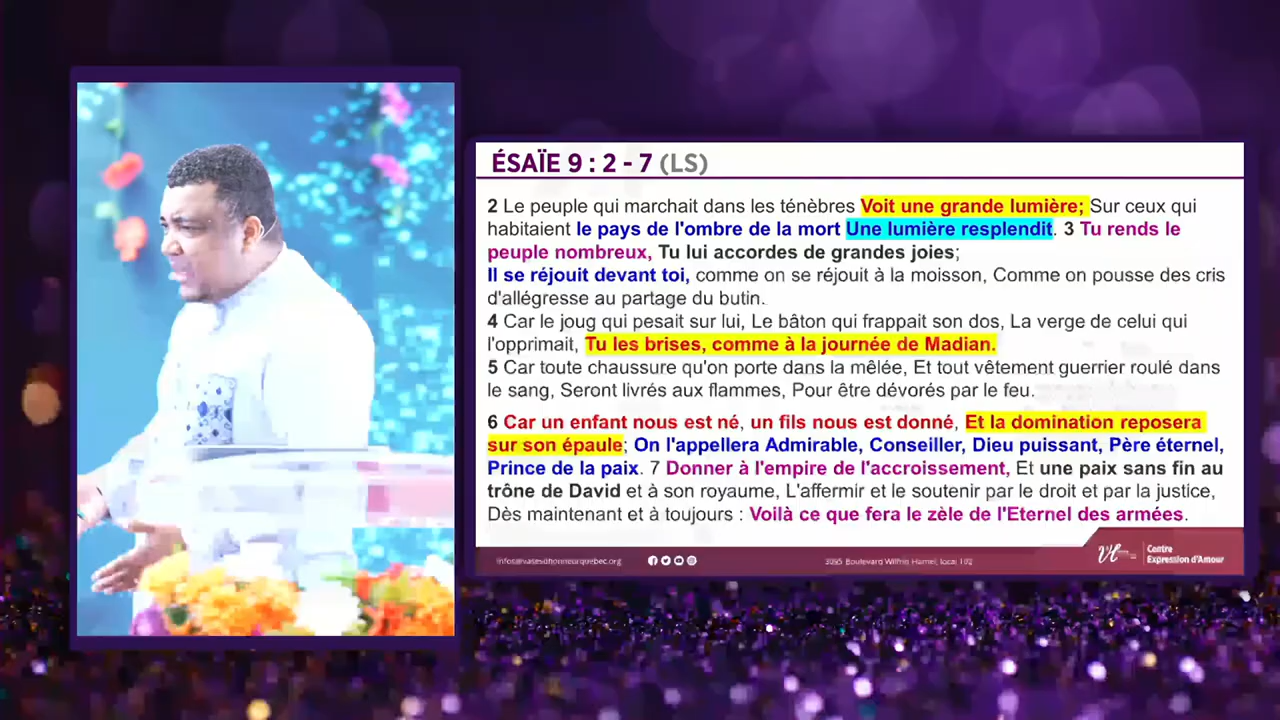 ÉSAÏE 9 : 2 - 7 (LS)
2 Le peuple qui marchait dans les ténèbres Voit une grande lumière; Sur ceux qui
habitaient le pays de l'ombre de la mort Une lumière resplendit. 3 Tu rends le
peuple nombreux, Tu lui accordes de grandes joies;
Il se réjouit devant toi, comme on se réjouit à la moisson, Comme on pousse des cris
d'allégresse au partage du butin.
4 Car le joug qui pesait sur lui, Le bâton qui frappait son dos, La verge de celui qui
l'opprimait, Tu les brises, comme à la journée de Madian.
5 Car toute chaussure qu'on porte dans la mêlée, Et tout vêtement guerrier roulé dans
le sang, Seront livrés aux flammes, Pour être dévorés par le feu.
6 Car un enfant nous est né, un fils nous est donné, Et la domination reposera
sur son épaule; On l'appellera Admirable, Conseiller, Dieu puissant, Père éternel,
Prince de la paix. 7 Donner à l'empire de l'accroissement, Et une paix sans fin au
trône de David et à son royaume, L'affermir et le soutenir par le droit et par la justice,
Dès maintenant et à toujours : Voilà ce que fera le zèle de l'Eternel des armées.
infos@vasesdhonneurquebec.org
3095 Boulevard Wilfrid Hamel, local 102
Centre
Expression d'Amour